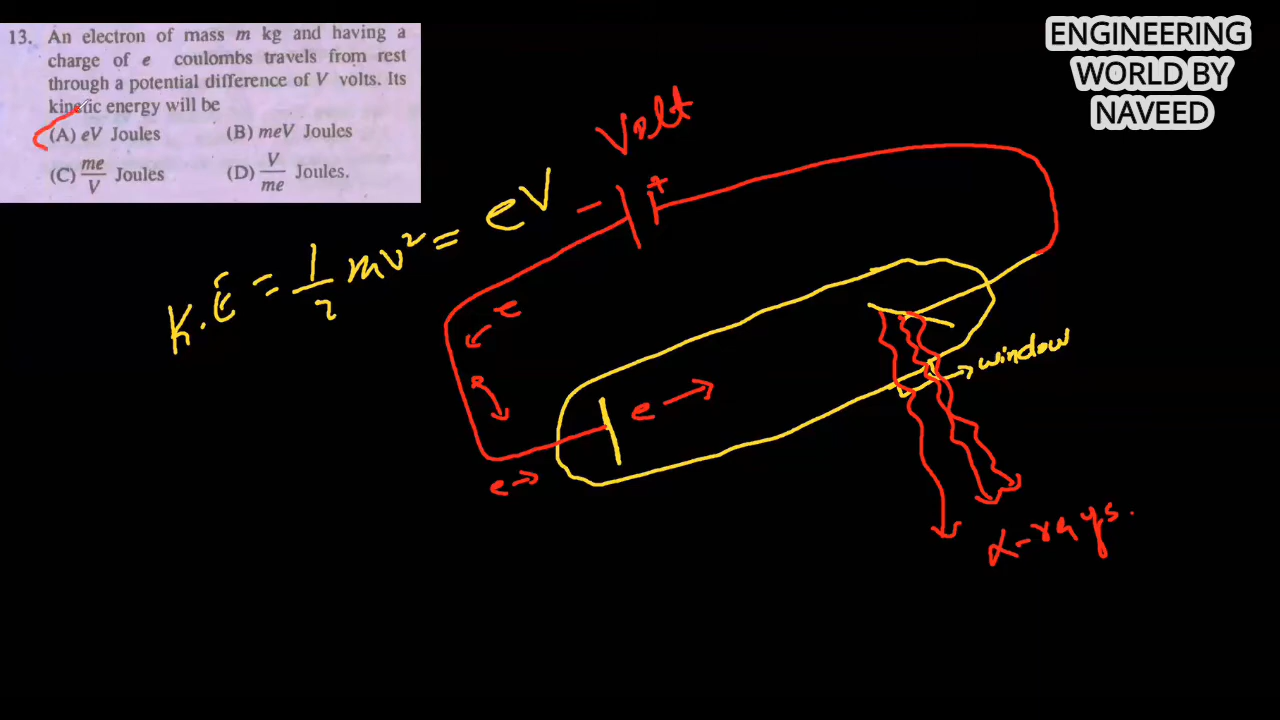 13. An electron of mass m kg and having a
charge of e coulombs travels from rest
through a potential difference of V volts. Its
kinetic energy will be
(A) eV Joules (B) meV Joules
(C) me/V Joules (D) V/me Joules.
ENGINEERING
WORLD BY
NAVEED
Volt
- +
K.E = 1/2 mv² = eV
e
e
e →
e →
window
x-rays.